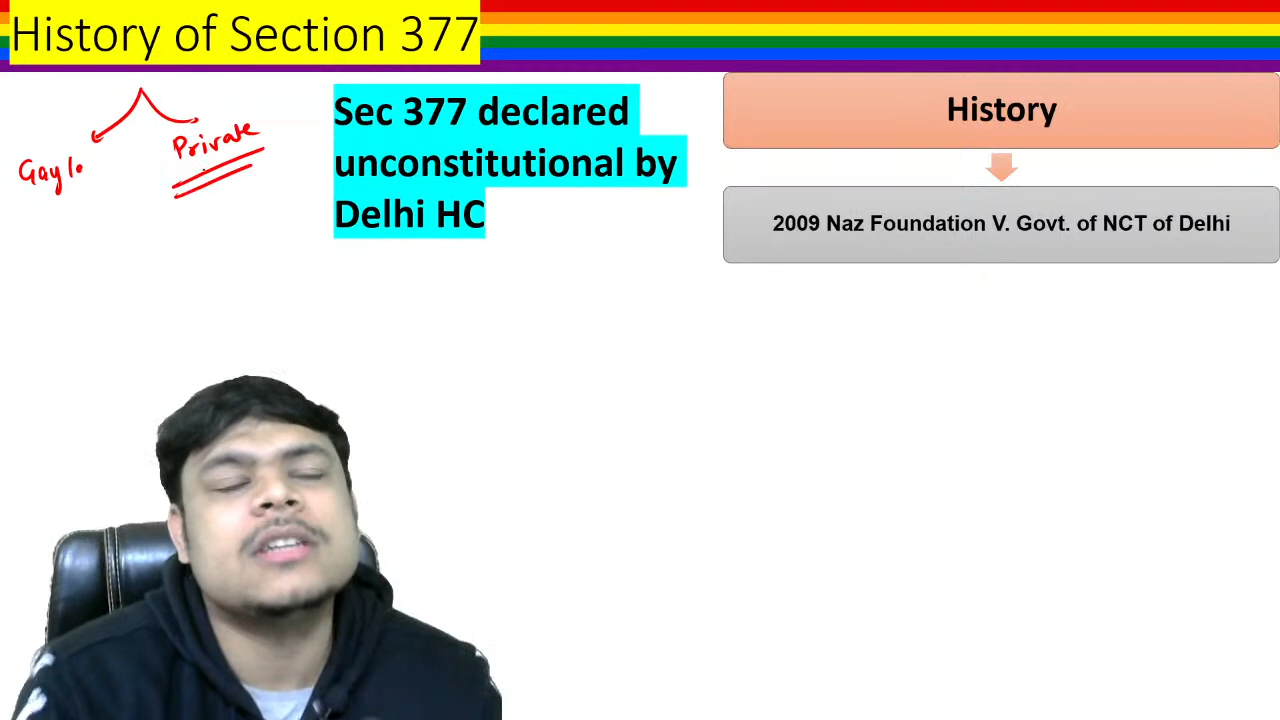 History of Section 377
Private
Sec 377 declared
unconstitutional by
Delhi HC
History
2009 Naz Foundation V. Govt. of NCT of Delhi